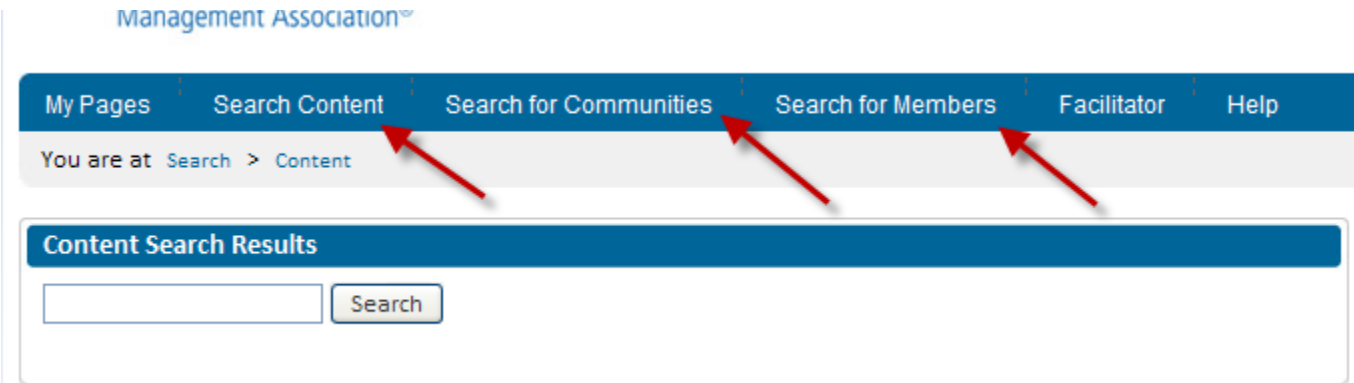 Management Association®
My Pages Search Content Search for Communities Search for Members Facilitator Help
You are at Search > Content
Content Search Results
Search